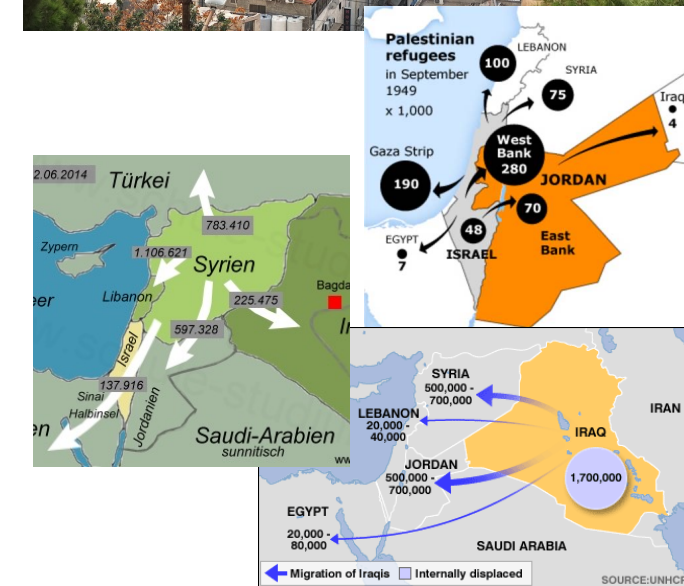 Palestinian
refugees
in September
1949
x 1,000
LEBANON
100
SYRIA
75
Iraq
4
West
Bank
280
Gaza Strip
190
JORDAN
70
48
ISRAEL
East
Bank
EGYPT
7
2.06.2014
Türkei
783.410
Zypern
1.106.621
Syrien
Libanon
225.475
Bagda
eer
597.328
Israel
137.916
Sinai
Halbinsel
Jordanien
en
Saudi-Arabien
sunnitisch
ww
SYRIA
500,000 -
700,000
LEBANON
20,000 -
40,000
IRAQ
IRAN
JORDAN
500,000 -
700,000
1,700,000
EGYPT
20,000 -
80,000
SAUDI ARABIA
Migration of Iraqis
Internally displaced
SOURCE:UNHCR